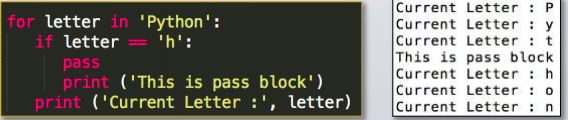 for letter in 'Python':
if letter == 'h':
pass
print ('This is pass block')
print ('Current Letter :', letter)
Current Letter : P
Current Letter : y
Current Letter : t
This is pass block
Current Letter : h
Current Letter : o
Current Letter : n